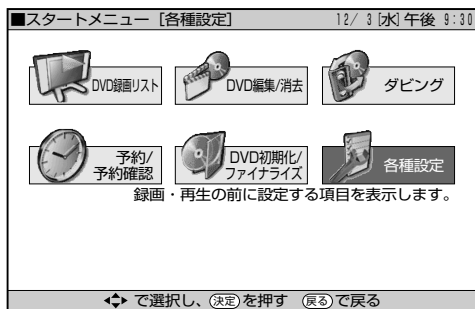 ■スタートメニュー [各種設定] 12/ 3[水]午後 9:30
DVD録画リスト DVD編集/消去 ダビング
予約/ DVD初期化/ 各種設定
予約確認 ファイナライズ
録画・再生の前に設定する項目を表示します。
で選択し、決定を押す 戻るで戻る